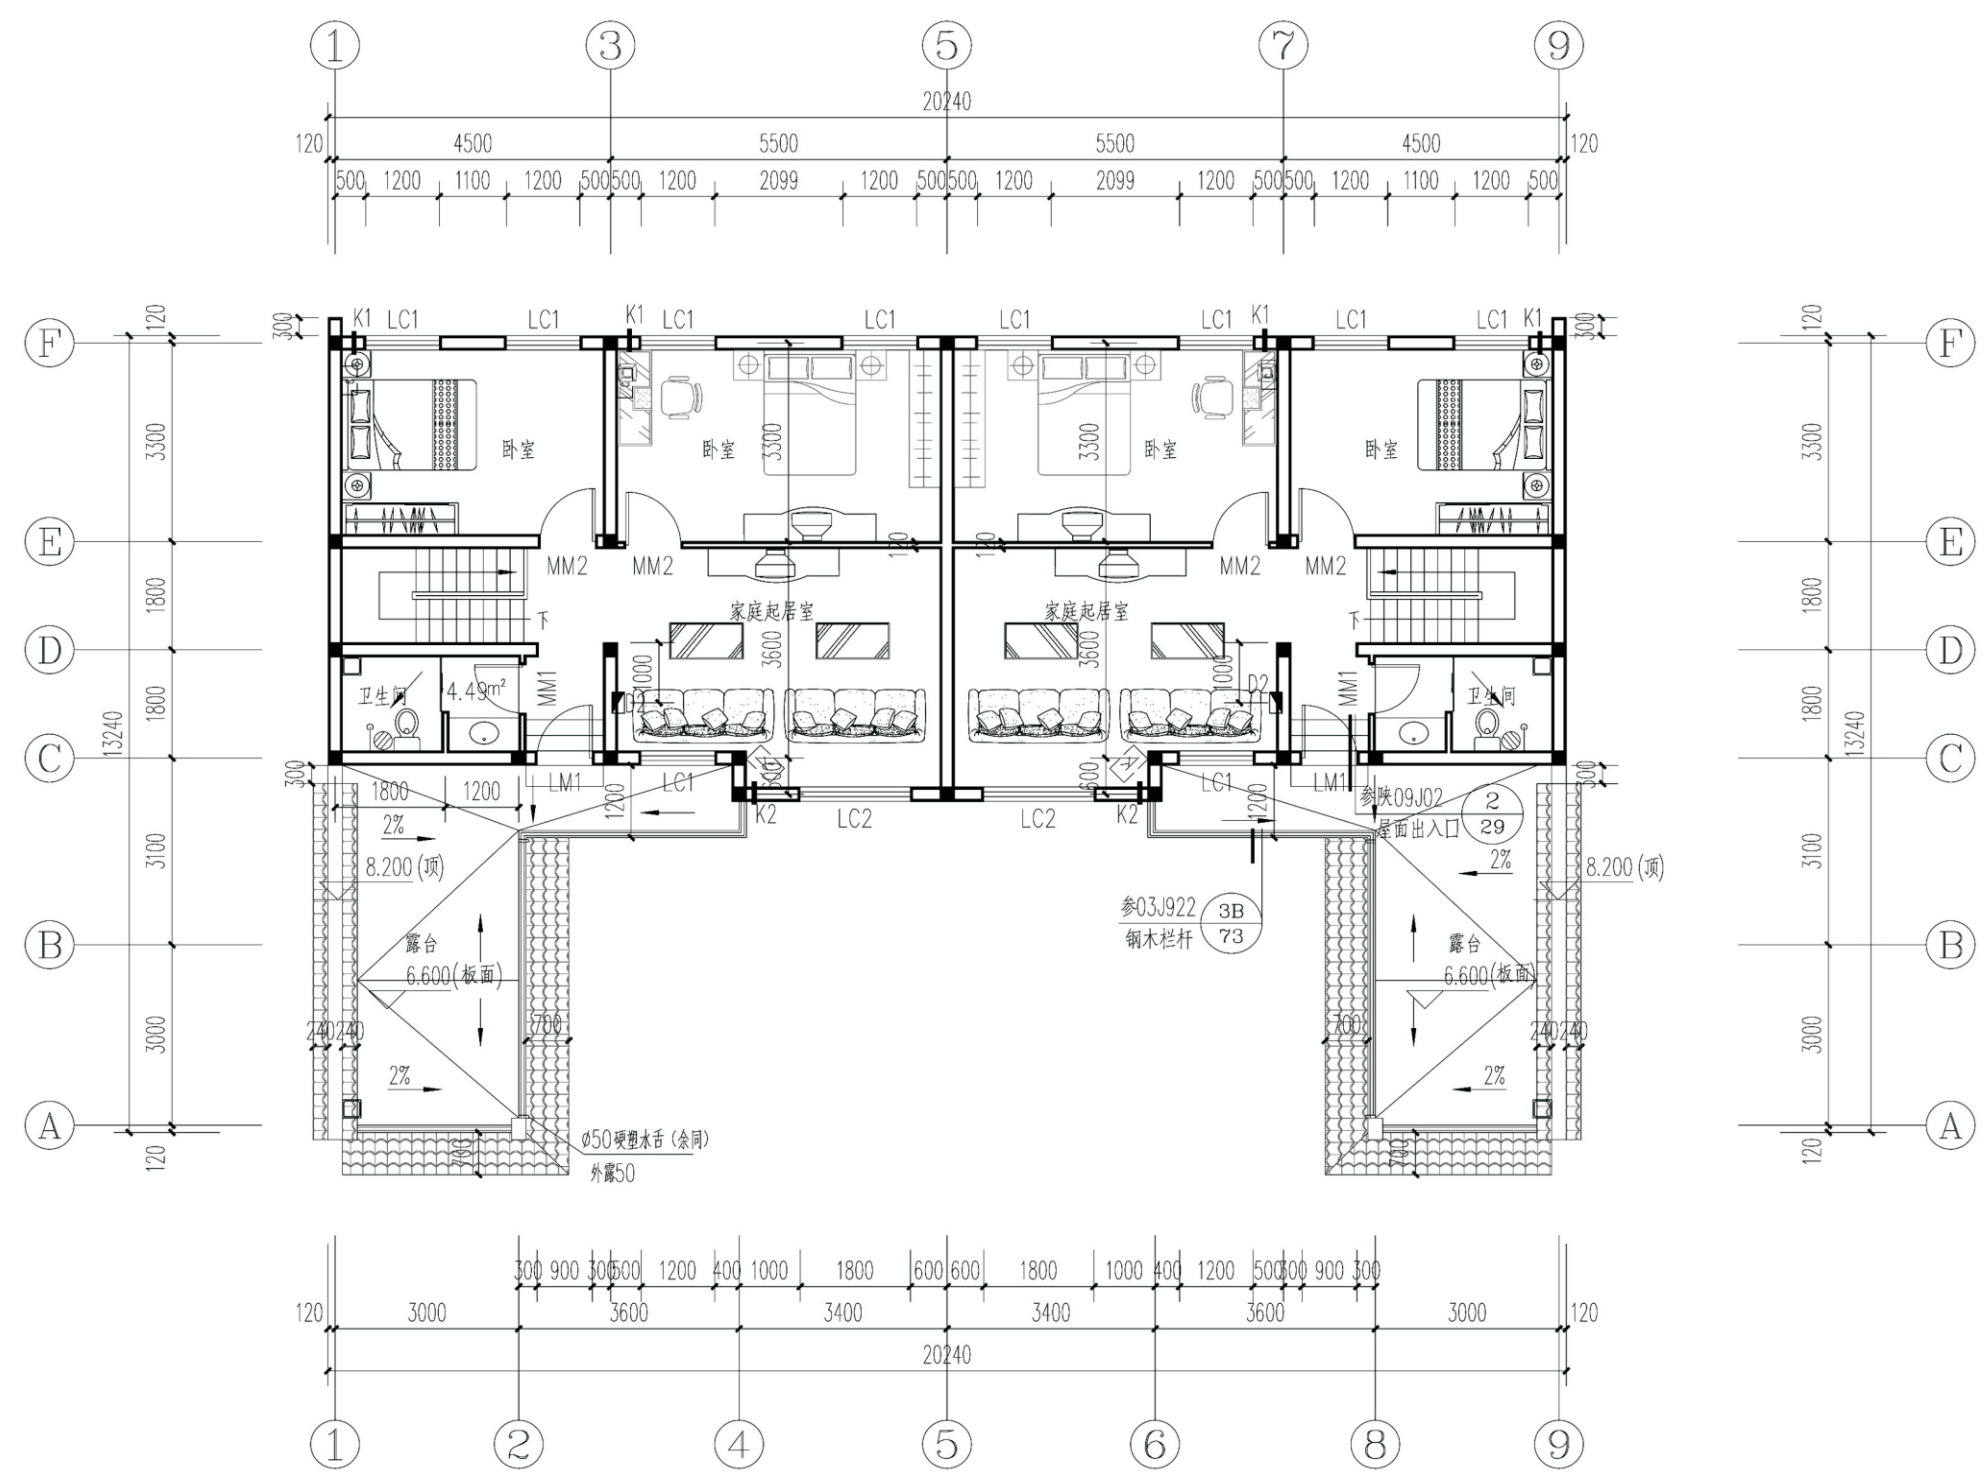 1 3 5 7 9
20240
120 4500 5500 5500 4500 120
500 1200 1100 1200 500 500 1200 2099 1200 500 500 1200 2099 1200 500 500 1200 1100 1200 500
120 300 K1 LC1 LC1 K1 LC1 LC1 LC1 LC1 K1 LC1 LC1 K1 300 120
F F
3300 卧室 卧室 3300 3300 卧室 卧室 3300
E 120 120 E
MM2 MM2 MM2 MM2
1800 下 家庭起居室 家庭起居室 下 1800
3600 3600
D D
1000 1000
1800 卫生间 4.49m² MM1 D2 MM1 卫生间 1800
13240 13240
C C
300 LM1 LC1 600 600 LC1 LM1 300
1800 1200 1200 K2 LC2 LC2 K2 1200 参陕09J02 2
屋面出入口 29
2% 2%
3100 8.200(顶) 8.200(顶) 3100
参03J922 3B
钢木栏杆 73
B 露台 露台 B
6.600(板面) 6.600(板面)
3000 240 240 700 700 240 240 3000
2% 2%
A A
120 700 ø50硬塑水舌(余同) 700 120
外露50
300 900 300 500 1200 400 1000 1800 600 600 1800 1000 400 1200 500 300 900 300
120 3000 3600 3400 3400 3600 3000 120
20240
1 2 4 5 6 8 9